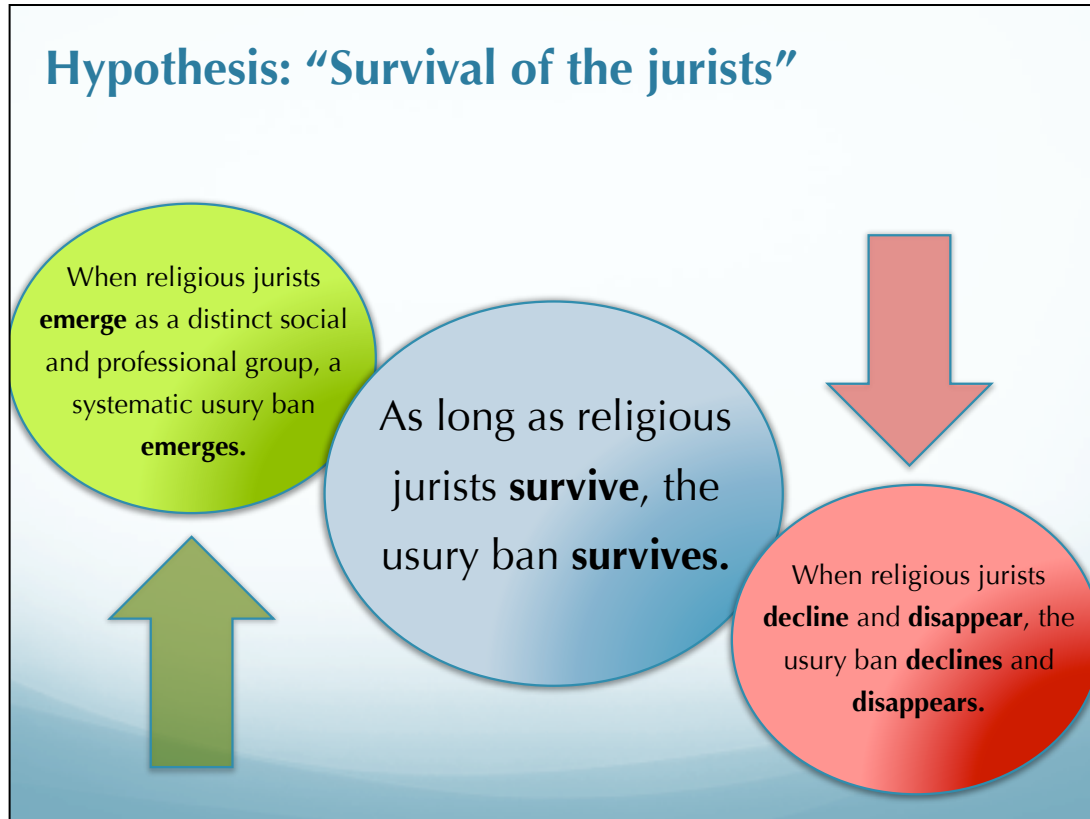 Hypothesis: “Survival of the jurists”
When religious jurists
emerge as a distinct social
and professional group, a
systematic usury ban
emerges.
As long as religious
jurists survive, the
usury ban survives.
When religious jurists
decline and disappear, the
usury ban declines and
disappears.